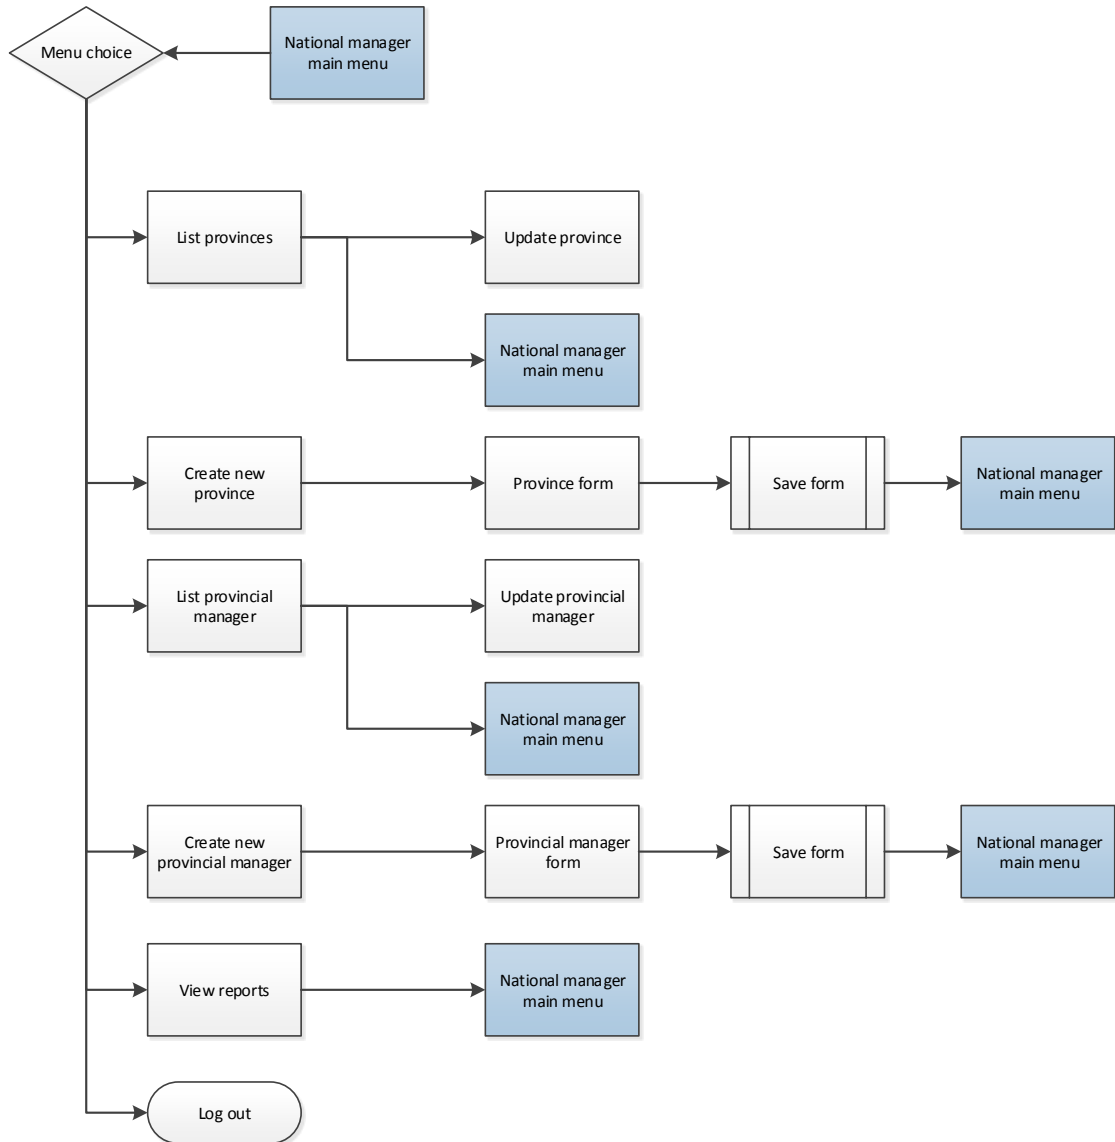 Menu choice
National manager
main menu
List provinces
Update province
National manager
main menu
Create new
province
Province form
Save form
National manager
main menu
List provincial
manager
Update provincial
manager
National manager
main menu
Create new
provincial manager
Provincial manager
form
Save form
National manager
main menu
View reports
National manager
main menu
Log out